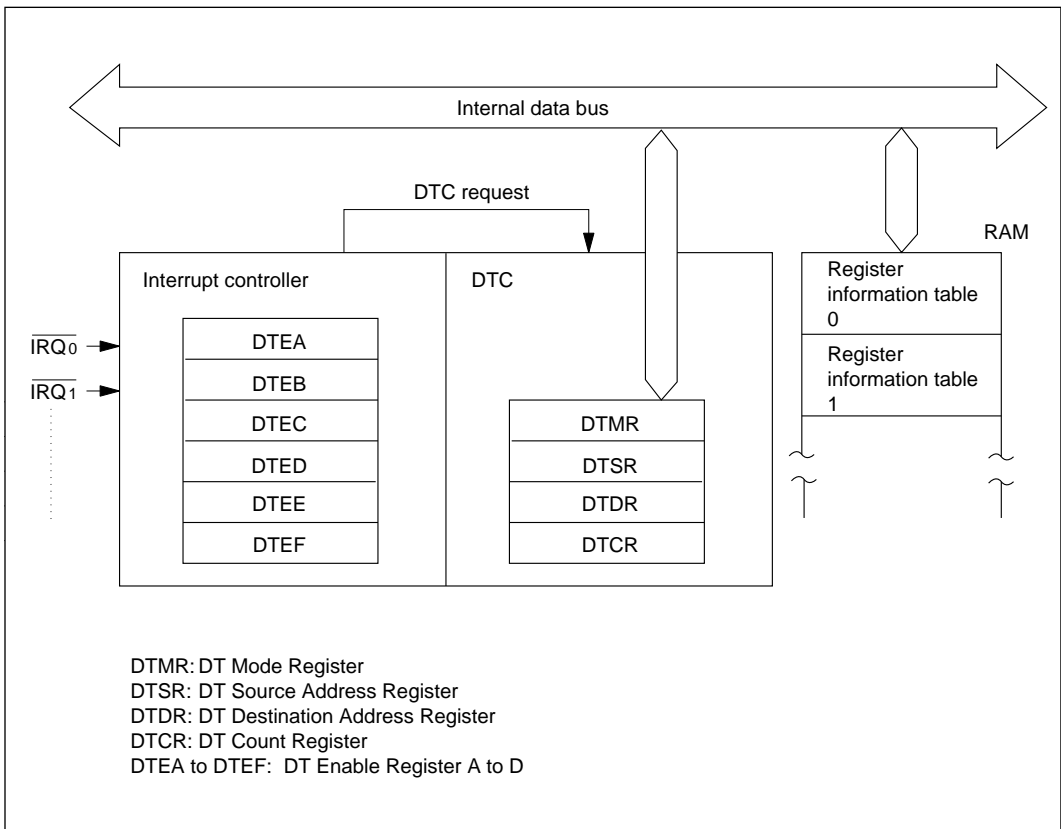 Internal data bus
DTC request
RAM
Interrupt controller
DTC
Register
information table
0
Register
information table
1
IRQ0
IRQ1
DTEA
DTEB
DTEC
DTED
DTEE
DTEF
DTMR
DTSR
DTDR
DTCR
DTMR: DT Mode Register
DTSR: DT Source Address Register
DTDR: DT Destination Address Register
DTCR: DT Count Register
DTEA to DTEF: DT Enable Register A to D